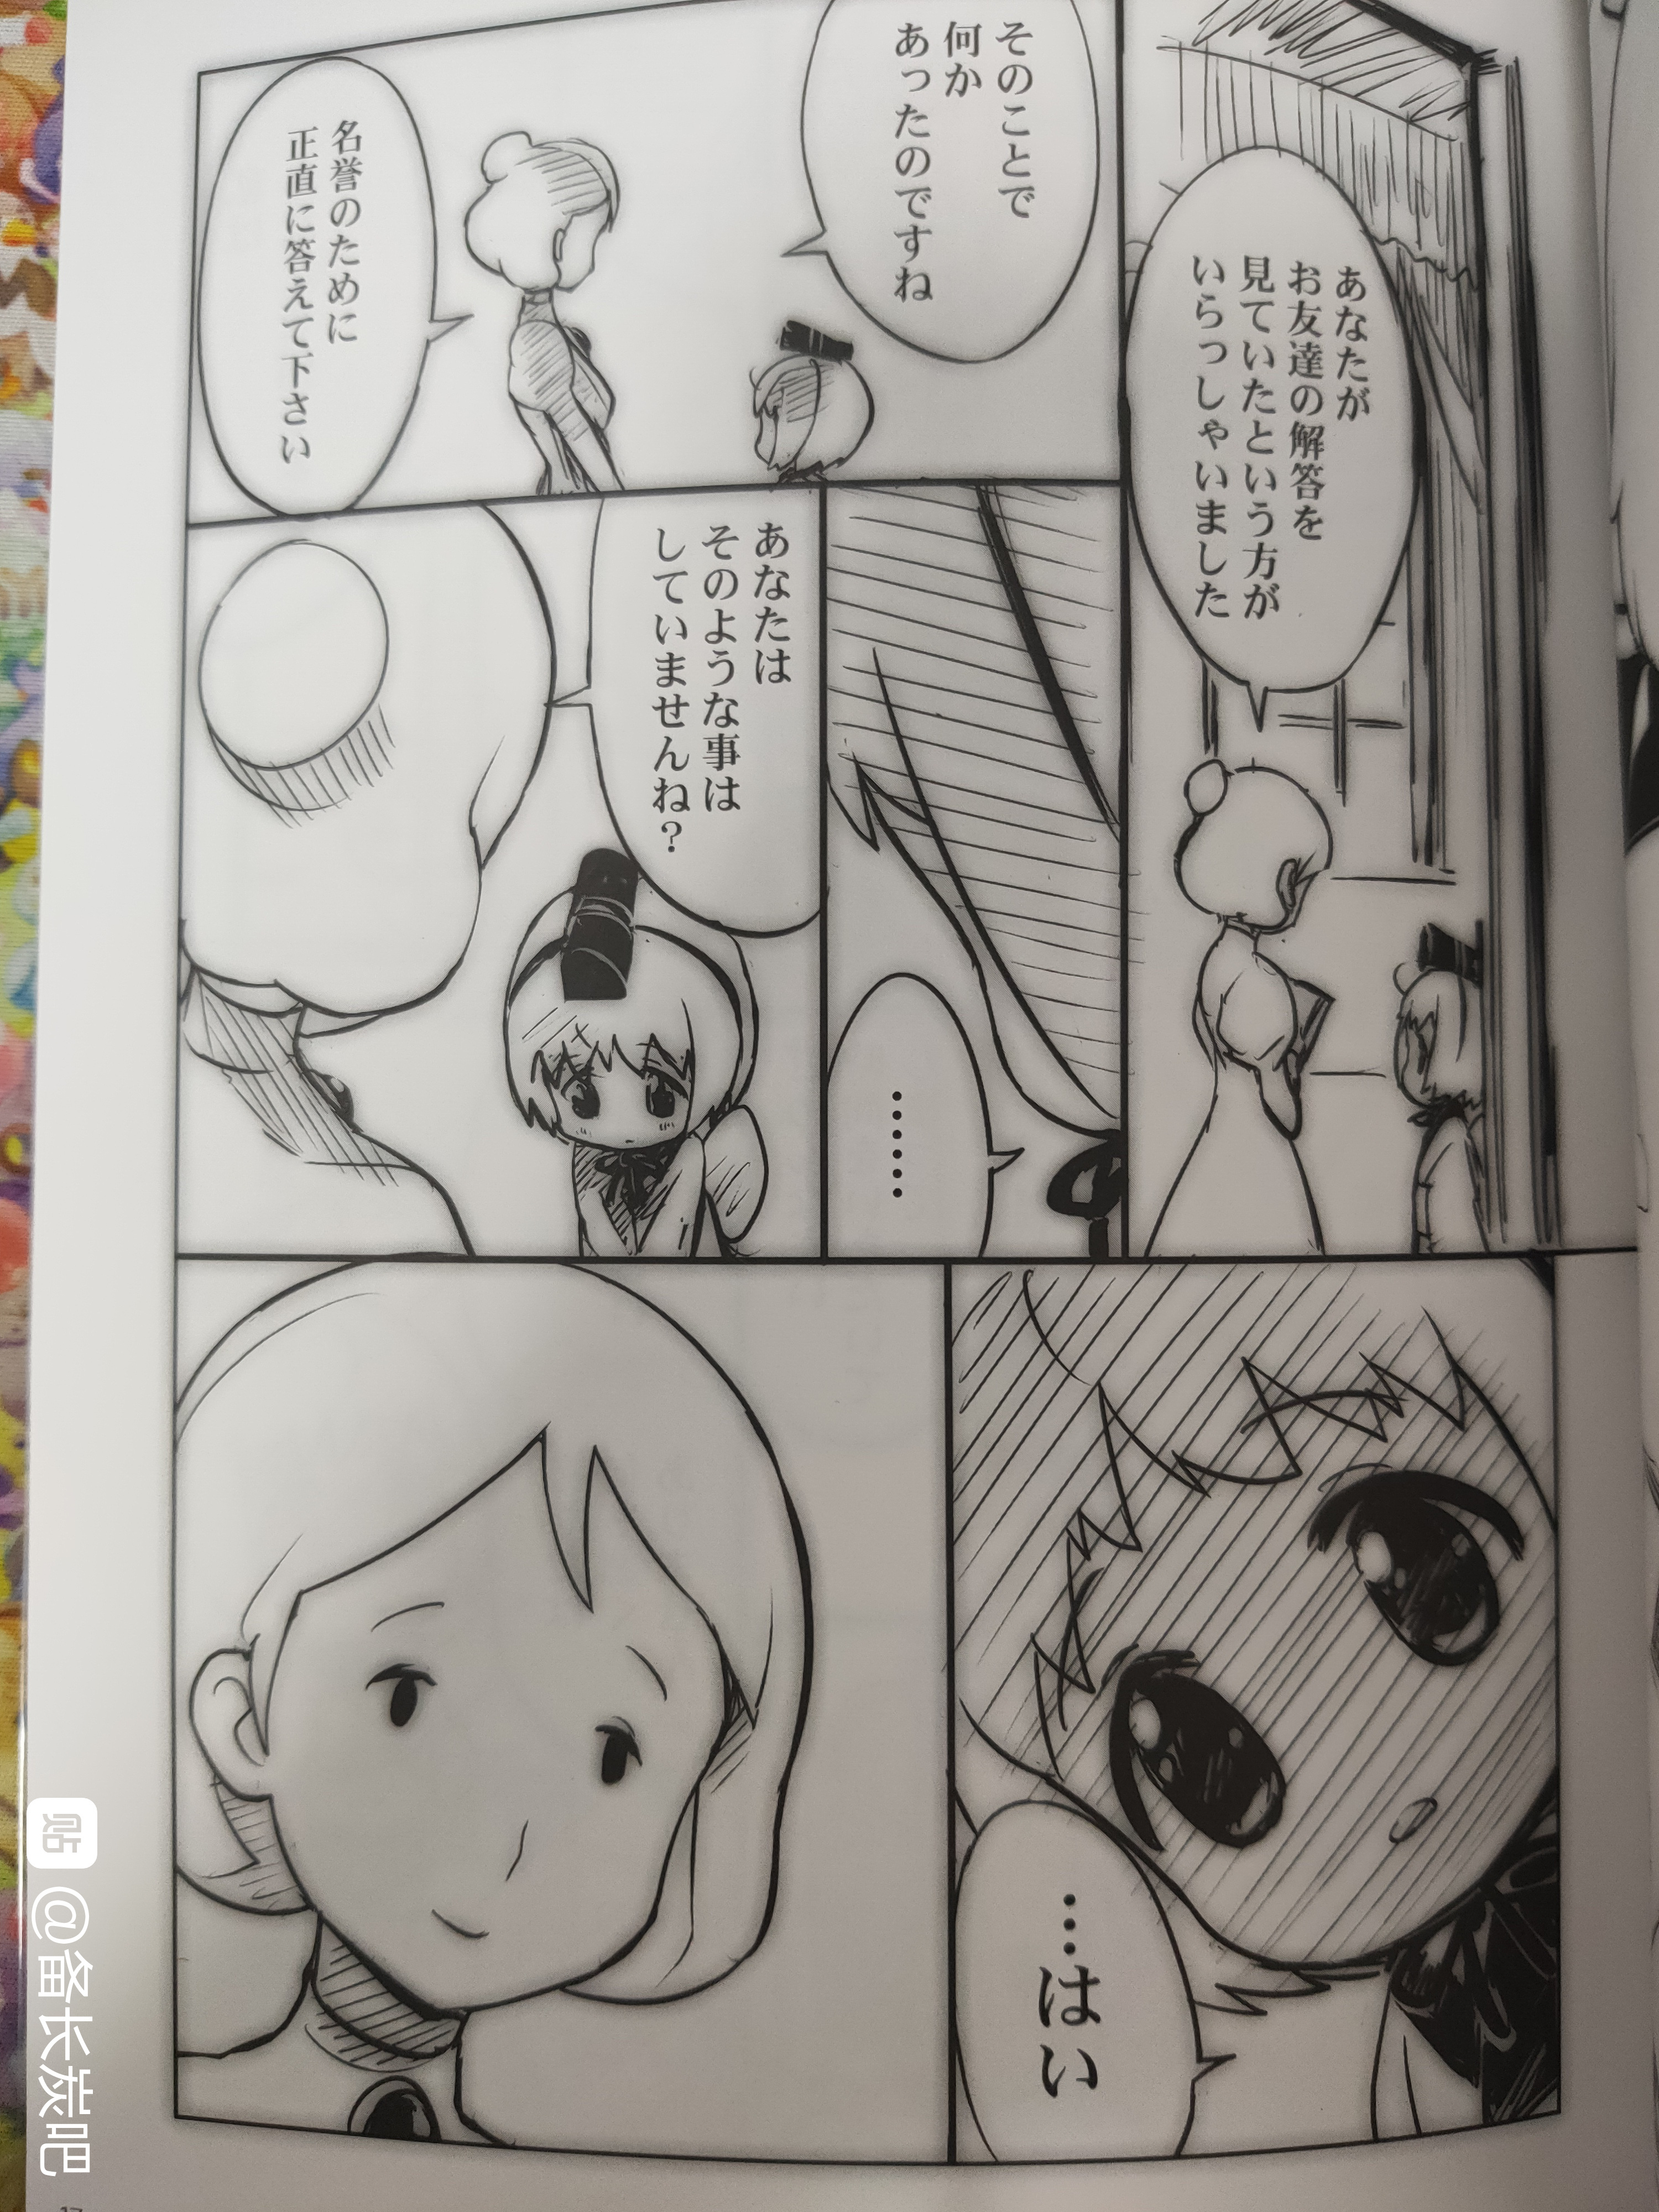 あなたが
お友達の解答を
見ていたという方が
いらっしゃいました
そのことで
何か
あったのですね
名誉のために
正直に答えて下さい
……
あなたは
そのような事は
していませんね?
…はい
贴 @备长炭吧